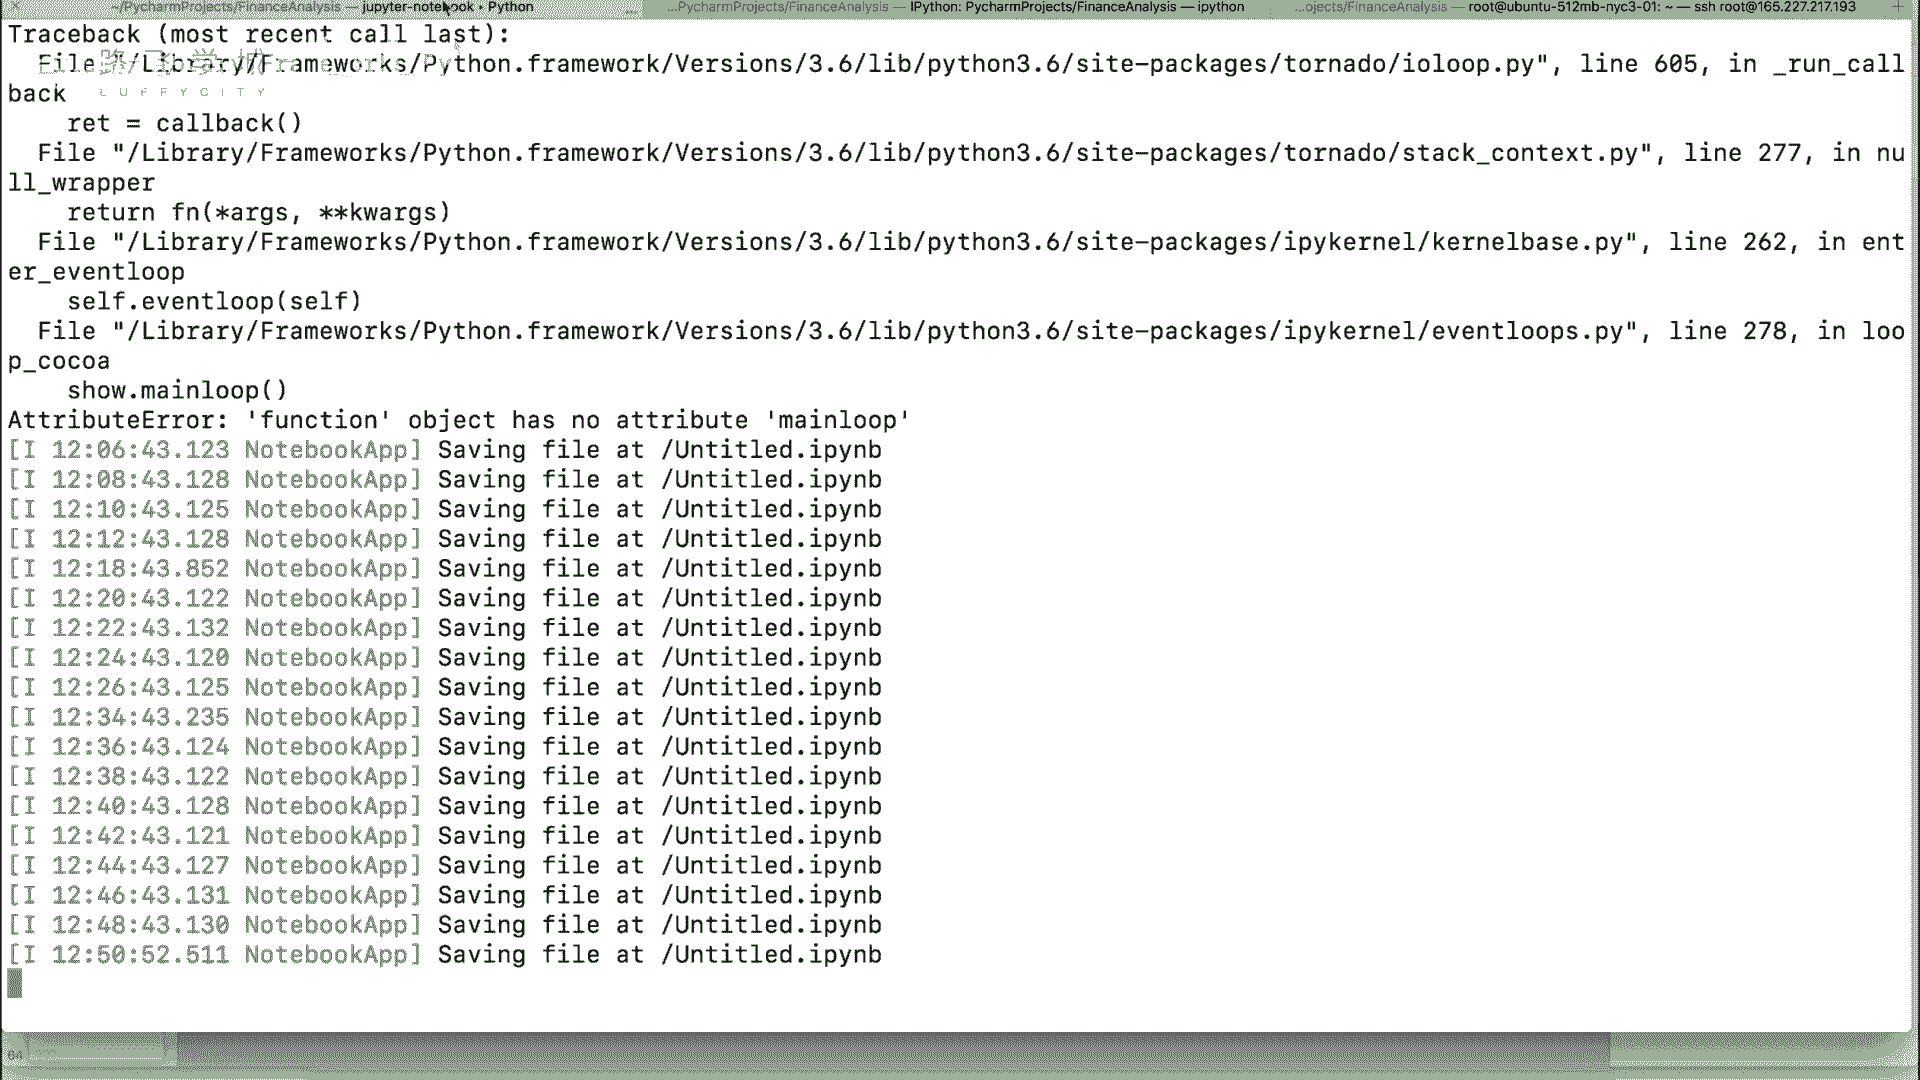 ~/PycharmProjects/FinanceAnalysis — jupyter-notebook • Python ...PycharmProjects/FinanceAnalysis — IPython: PycharmProjects/FinanceAnalysis — ipython ...ojects/FinanceAnalysis — root@ubuntu-512mb-nyc3-01: ~ — ssh root@165.227.217.193
Traceback (most recent call last):
路飞学城
  File "/Library/Frameworks/Python.framework/Versions/3.6/lib/python3.6/site-packages/tornado/ioloop.py", line 605, in _run_call
back
LUFFYCITY
    ret = callback()
  File "/Library/Frameworks/Python.framework/Versions/3.6/lib/python3.6/site-packages/tornado/stack_context.py", line 277, in nu
ll_wrapper
    return fn(*args, **kwargs)
  File "/Library/Frameworks/Python.framework/Versions/3.6/lib/python3.6/site-packages/ipykernel/kernelbase.py", line 262, in ent
er_eventloop
    self.eventloop(self)
  File "/Library/Frameworks/Python.framework/Versions/3.6/lib/python3.6/site-packages/ipykernel/eventloops.py", line 278, in loo
p_cocoa
    show.mainloop()
AttributeError: 'function' object has no attribute 'mainloop'
[I 12:06:43.123 NotebookApp] Saving file at /Untitled.ipynb
[I 12:08:43.128 NotebookApp] Saving file at /Untitled.ipynb
[I 12:10:43.125 NotebookApp] Saving file at /Untitled.ipynb
[I 12:12:43.128 NotebookApp] Saving file at /Untitled.ipynb
[I 12:18:43.852 NotebookApp] Saving file at /Untitled.ipynb
[I 12:20:43.122 NotebookApp] Saving file at /Untitled.ipynb
[I 12:22:43.132 NotebookApp] Saving file at /Untitled.ipynb
[I 12:24:43.120 NotebookApp] Saving file at /Untitled.ipynb
[I 12:26:43.125 NotebookApp] Saving file at /Untitled.ipynb
[I 12:34:43.235 NotebookApp] Saving file at /Untitled.ipynb
[I 12:36:43.124 NotebookApp] Saving file at /Untitled.ipynb
[I 12:38:43.122 NotebookApp] Saving file at /Untitled.ipynb
[I 12:40:43.128 NotebookApp] Saving file at /Untitled.ipynb
[I 12:42:43.121 NotebookApp] Saving file at /Untitled.ipynb
[I 12:44:43.127 NotebookApp] Saving file at /Untitled.ipynb
[I 12:46:43.131 NotebookApp] Saving file at /Untitled.ipynb
[I 12:48:43.130 NotebookApp] Saving file at /Untitled.ipynb
[I 12:50:52.511 NotebookApp] Saving file at /Untitled.ipynb
64